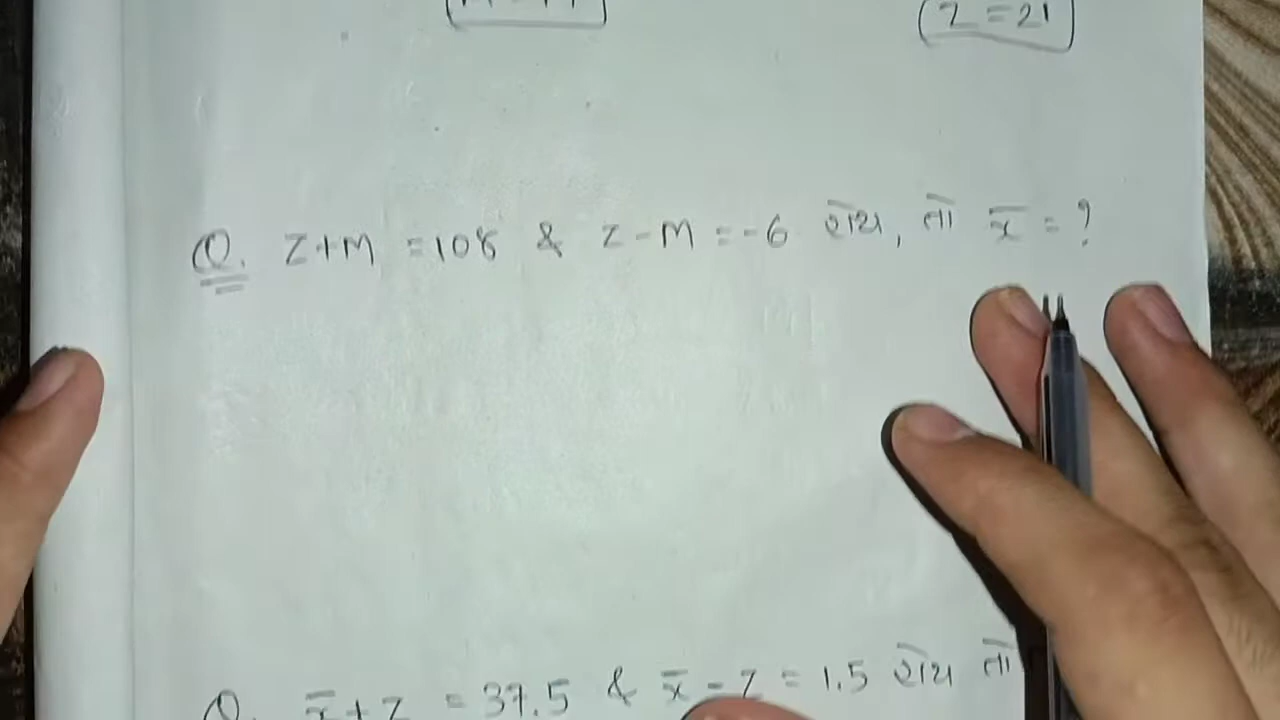 Z = 21
Q. Z+M = 108 & Z - M = -6 હોય, તો x̄ = ?
Q. x̄ + Z = 37.5 & x̄ - Z = 1.5 હોય તો